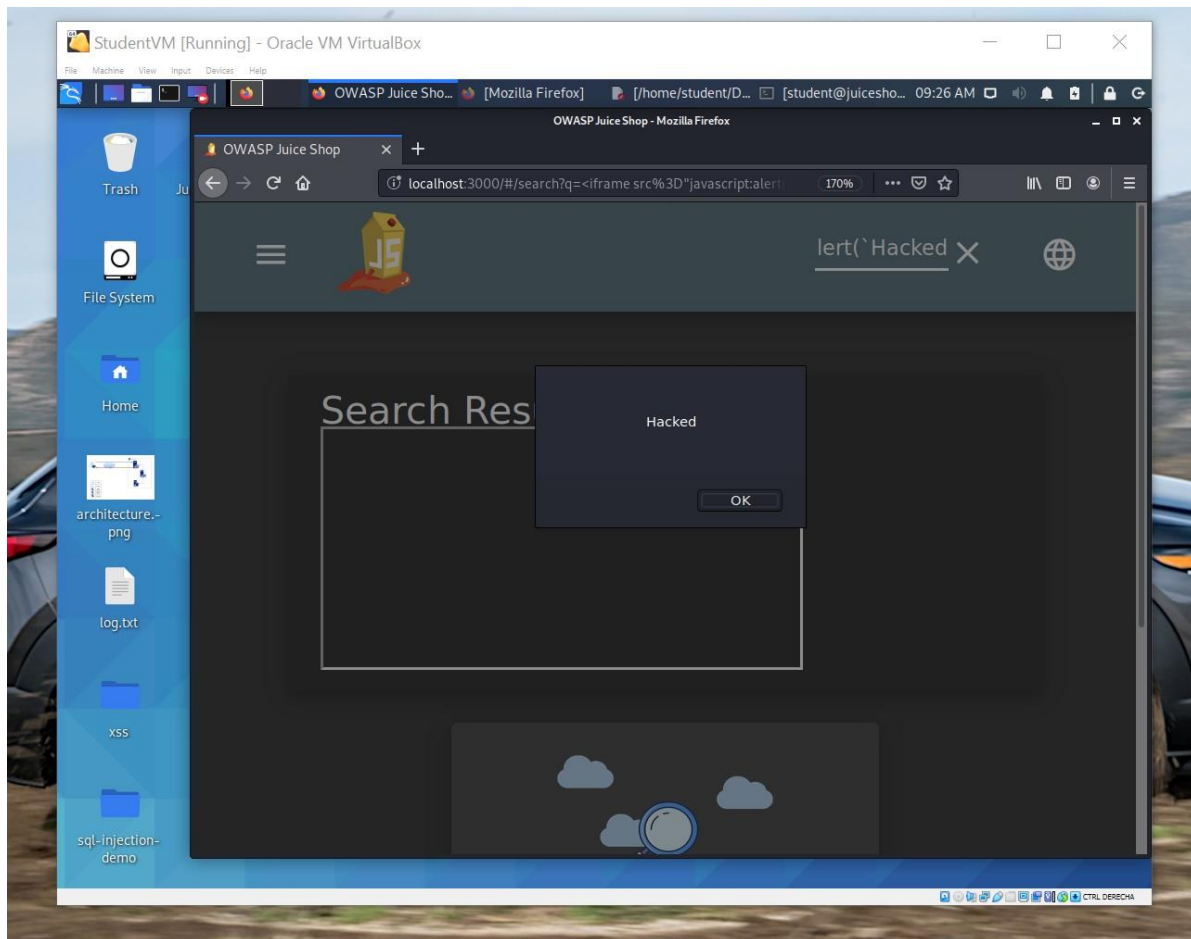 StudentVM [Running] - Oracle VM VirtualBox
File Machine View Input Devices Help
OWASP Juice Sho... [Mozilla Firefox] [/home/student/D... [student@juicesho... 09:26 AM
OWASP Juice Shop - Mozilla Firefox
OWASP Juice Shop
localhost:3000/#/search?q=<iframe src%3D"javascript:alert( 170%
JS
lert(`Hacked
Search Res
Hacked
OK
Trash
Ju
File System
Home
architecture.-
png
log.txt
xss
sql-injection-
demo
CTRL DERECHA